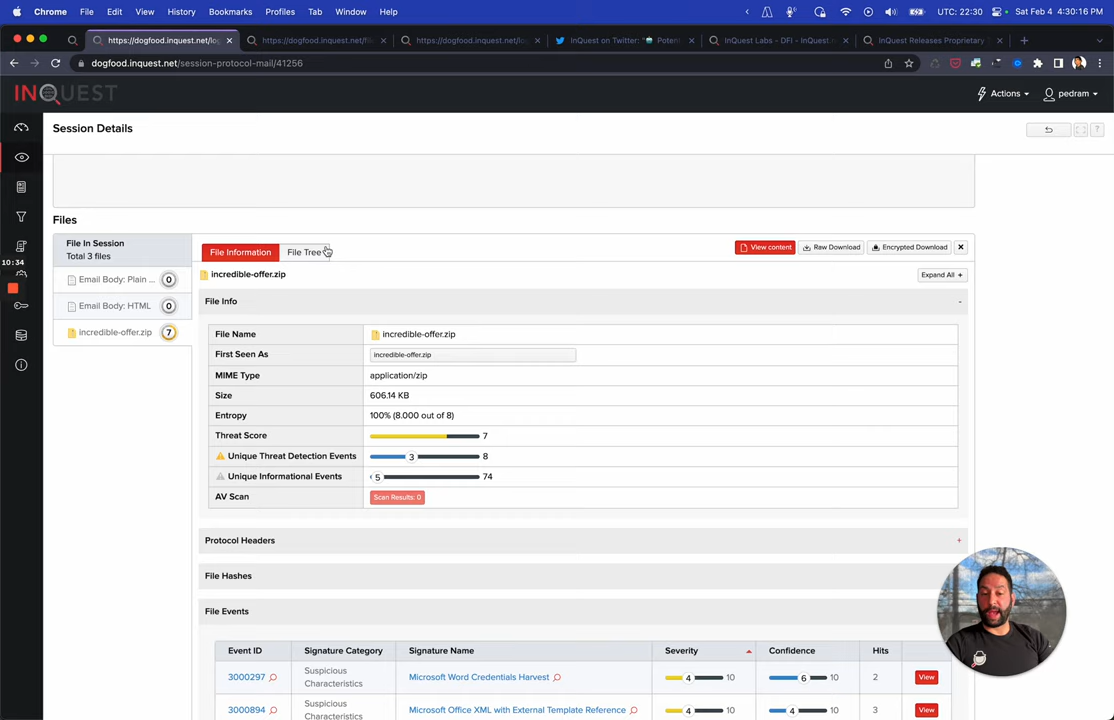 Chrome File Edit View History Bookmarks Profiles Tab Window Help UTC: 22:30 Sat Feb 4 4:30:16 PM
https://dogfood.inquest.net/log × https://dogfood.inquest.net/fil × https://dogfood.inquest.net/log × InQuest on Twitter: " Potent × InQuest Labs - DFI - InQuest.n × InQuest Releases Proprietary × +
dogfood.inquest.net/session-protocol-mail/41256
INQUEST
Actions pedram
Session Details
?
Files
File In Session
Total 3 files
Email Body: Plain ... 0
Email Body: HTML 0
incredible-offer.zip 7
10:34
File Information File Tree
View content Raw Download Encrypted Download ×
incredible-offer.zip
Expand All +
File Info -
File Name incredible-offer.zip
First Seen As incredible-offer.zip
MIME Type application/zip
Size 606.14 KB
Entropy 100% (8.000 out of 8)
Threat Score 7
Unique Threat Detection Events 3 8
Unique Informational Events 5 74
AV Scan Scan Results: 0
Protocol Headers +
File Hashes
File Events
Event ID Signature Category Signature Name Severity Confidence Hits
3000297 Suspicious Characteristics Microsoft Word Credentials Harvest 4 10 6 10 2 View
3000894 Suspicious Characteristics Microsoft Office XML with External Template Reference 4 10 4 10 3 View